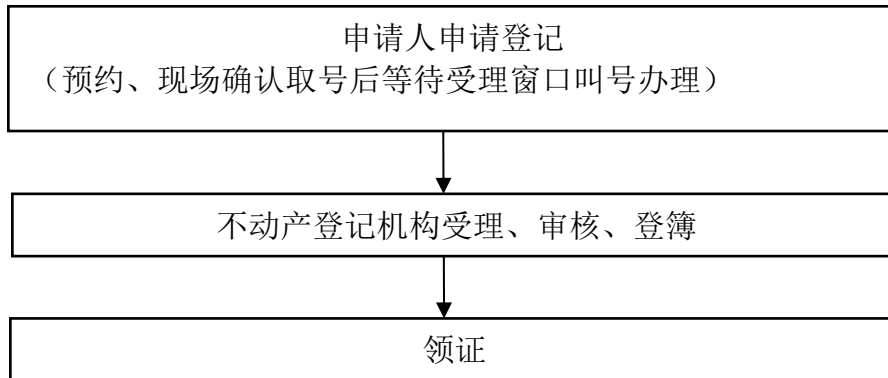 申请人申请登记
（预约、现场确认取号后等待受理窗口叫号办理）
不动产登记机构受理、审核、登簿
领证